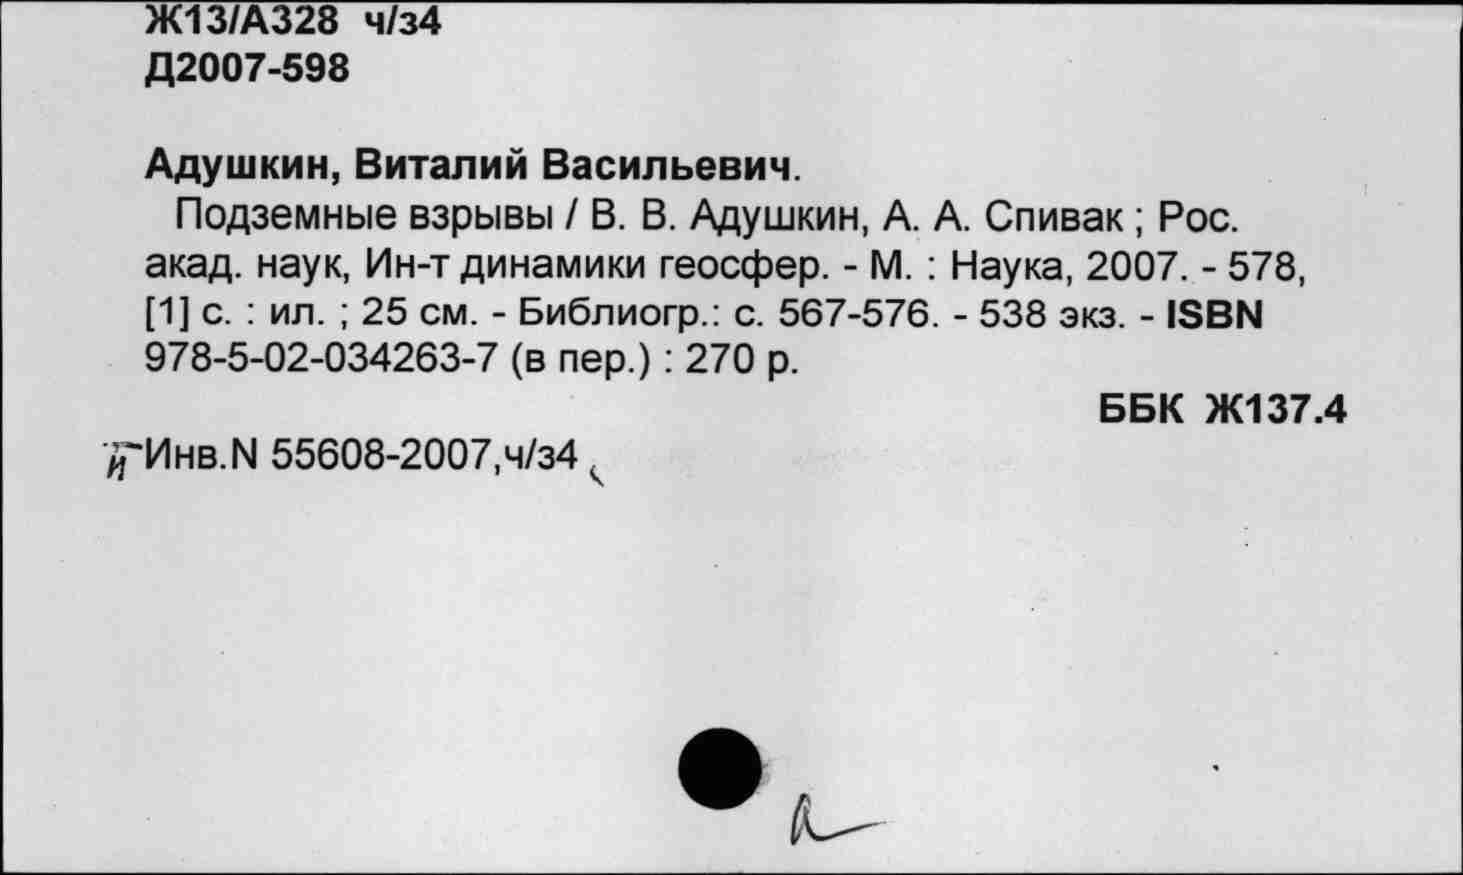 Ж13/А328 ч/з4
Д2007-598
Адушкин, Виталий Васильевич.
Подземные взрывы / В. В. Адушкин, А. А. Спивак ; Рос.
акад. наук, Ин-т динамики геосфер. - М. : Наука, 2007. - 578,
[1] с. : ил. ; 25 см. - Библиогр.: с. 567-576. - 538 экз. - ISBN
978-5-02-034263-7 (в пер.) : 270 р.
ББК Ж137.4
Инв.N 55608-2007,ч/з4